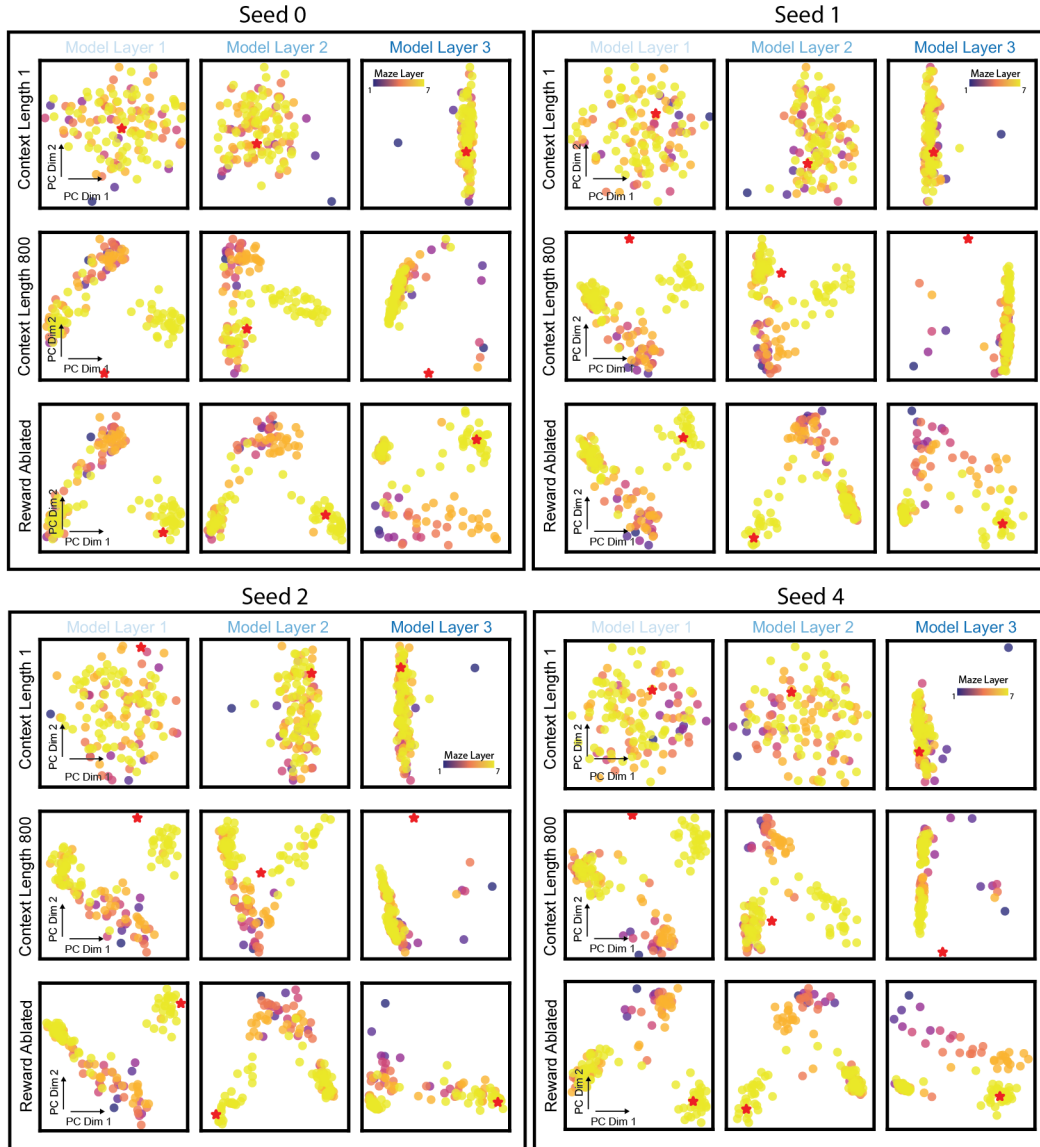 Seed 0
Model Layer 1 Model Layer 2 Model Layer 3
Context Length 1
Maze Layer
1 7
PC Dim 2
PC Dim 1
Context Length 800
PC Dim 2
PC Dim 1
Reward Ablated
PC Dim 2
PC Dim 1
Seed 1
Model Layer 1 Model Layer 2 Model Layer 3
Context Length 1
Maze Layer
1 7
PC Dim 2
PC Dim 1
Context Length 800
PC Dim 2
PC Dim 1
Reward Ablated
PC Dim 2
PC Dim 1
Seed 2
Model Layer 1 Model Layer 2 Model Layer 3
Context Length 1
Maze Layer
1 7
PC Dim 2
PC Dim 1
Context Length 800
PC Dim 2
PC Dim 1
Reward Ablated
PC Dim 2
PC Dim 1
Seed 4
Model Layer 1 Model Layer 2 Model Layer 3
Context Length 1
Maze Layer
1 7
PC Dim 2
PC Dim 1
Context Length 800
PC Dim 2
PC Dim 1
Reward Ablated
PC Dim 2
PC Dim 1